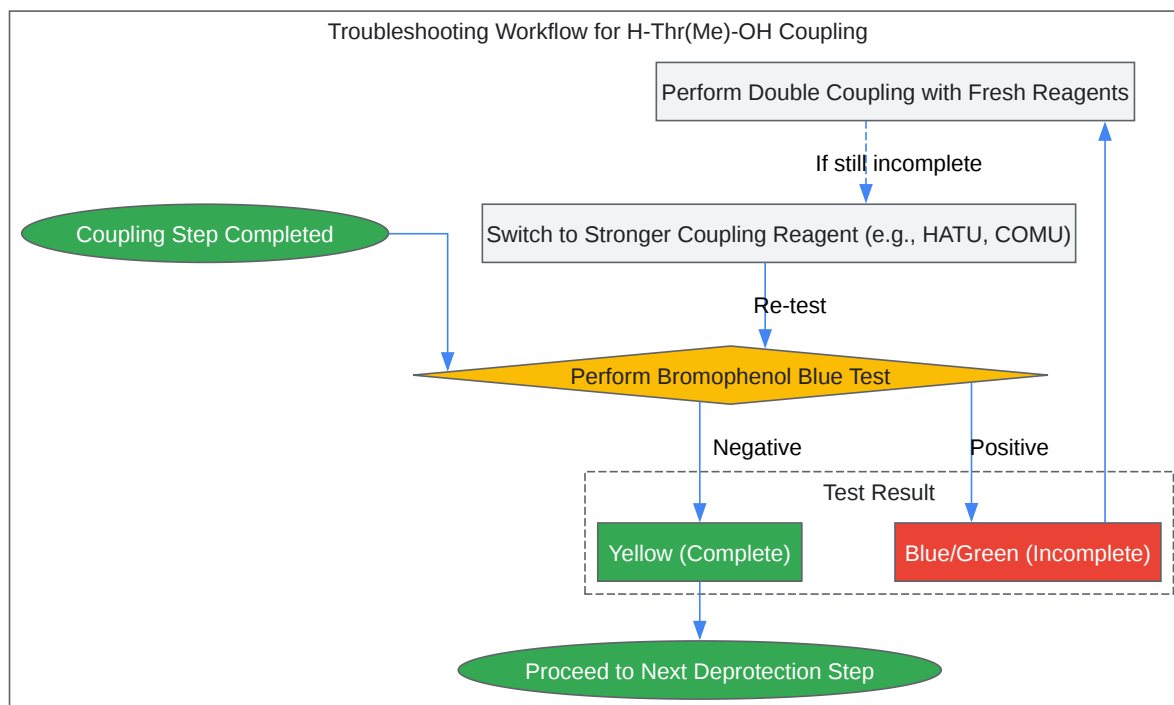 Troubleshooting Workflow for H-Thr(Me)-OH Coupling
Perform Double Coupling with Fresh Reagents
If still incomplete
Coupling Step Completed
Switch to Stronger Coupling Reagent (e.g., HATU, COMU)
Re-test
Perform Bromophenol Blue Test
Negative
Positive
Test Result
Yellow (Complete)
Blue/Green (Incomplete)
Proceed to Next Deprotection Step